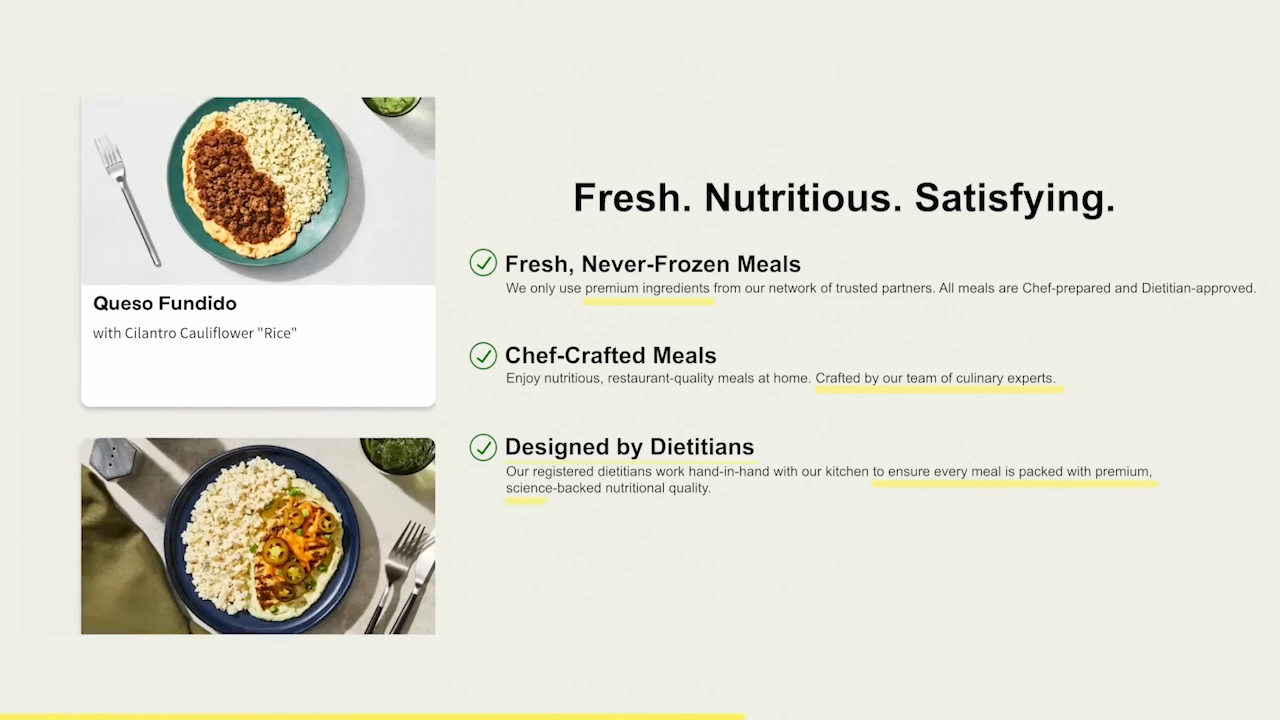 Fresh. Nutritious. Satisfying.
Fresh, Never-Frozen Meals
We only use premium ingredients from our network of trusted partners. All meals are Chef-prepared and Dietitian-approved.
Queso Fundido
with Cilantro Cauliflower "Rice"
Chef-Crafted Meals
Enjoy nutritious, restaurant-quality meals at home. Crafted by our team of culinary experts.
Designed by Dietitians
Our registered dietitians work hand-in-hand with our kitchen to ensure every meal is packed with premium,
science-backed nutritional quality.